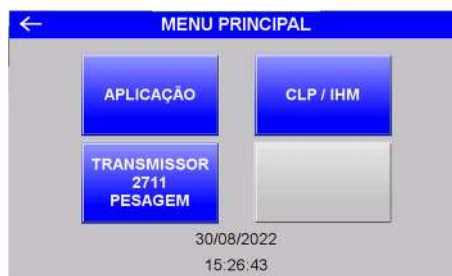 MENU PRINCIPAL
APLICAÇÃO
CLP / IHM
TRANSMISSOR
2711
PESAGEM
30/08/2022
15:26:43